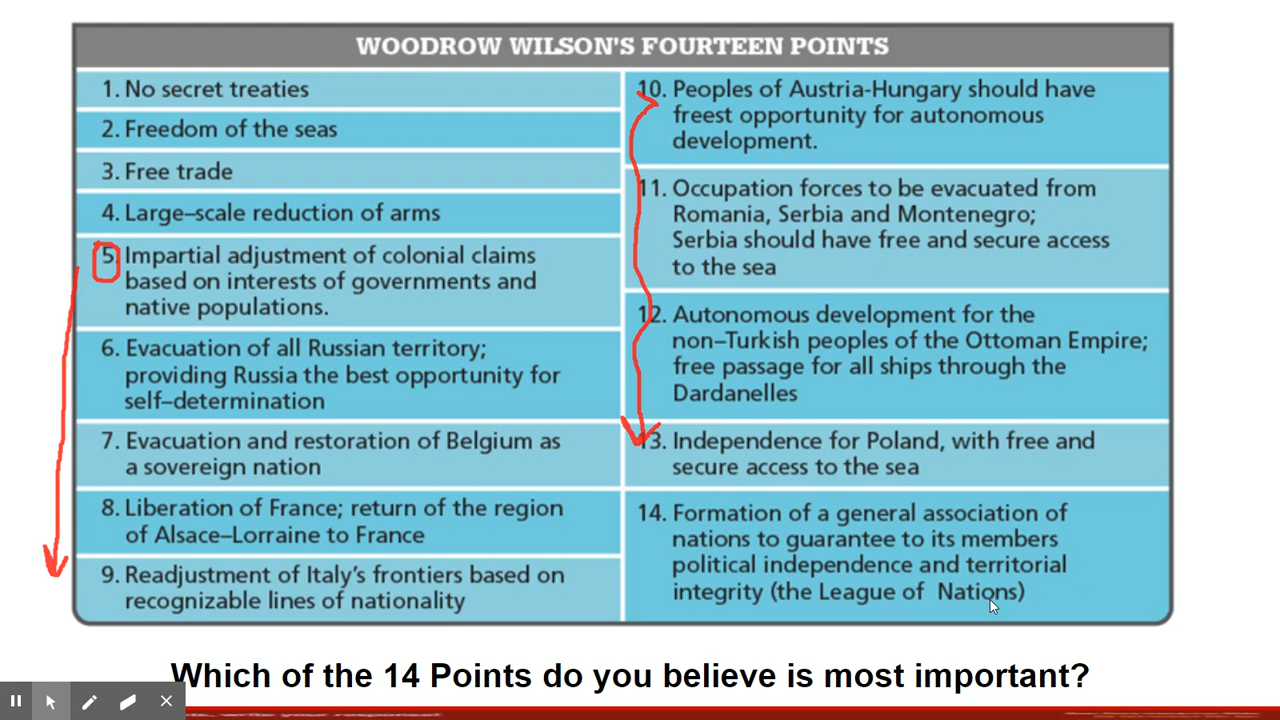 WOODROW WILSON'S FOURTEEN POINTS
1. No secret treaties
2. Freedom of the seas
3. Free trade
4. Large–scale reduction of arms
5. Impartial adjustment of colonial claims
based on interests of governments and
native populations.
6. Evacuation of all Russian territory;
providing Russia the best opportunity for
self–determination
7. Evacuation and restoration of Belgium as
a sovereign nation
8. Liberation of France; return of the region
of Alsace–Lorraine to France
9. Readjustment of Italy's frontiers based on
recognizable lines of nationality
10. Peoples of Austria-Hungary should have
freest opportunity for autonomous
development.
11. Occupation forces to be evacuated from
Romania, Serbia and Montenegro;
Serbia should have free and secure access
to the sea
12. Autonomous development for the
non–Turkish peoples of the Ottoman Empire;
free passage for all ships through the
Dardanelles
13. Independence for Poland, with free and
secure access to the sea
14. Formation of a general association of
nations to guarantee to its members
political independence and territorial
integrity (the League of Nations)
Which of the 14 Points do you believe is most important?